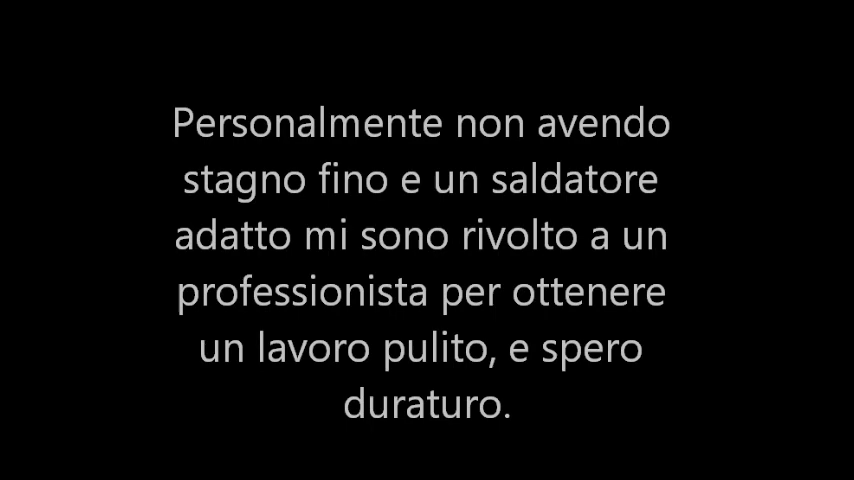 Personalmente non avendo
stagno fino e un saldatore
adatto mi sono rivolto a un
professionista per ottenere
un lavoro pulito, e spero
duraturo.